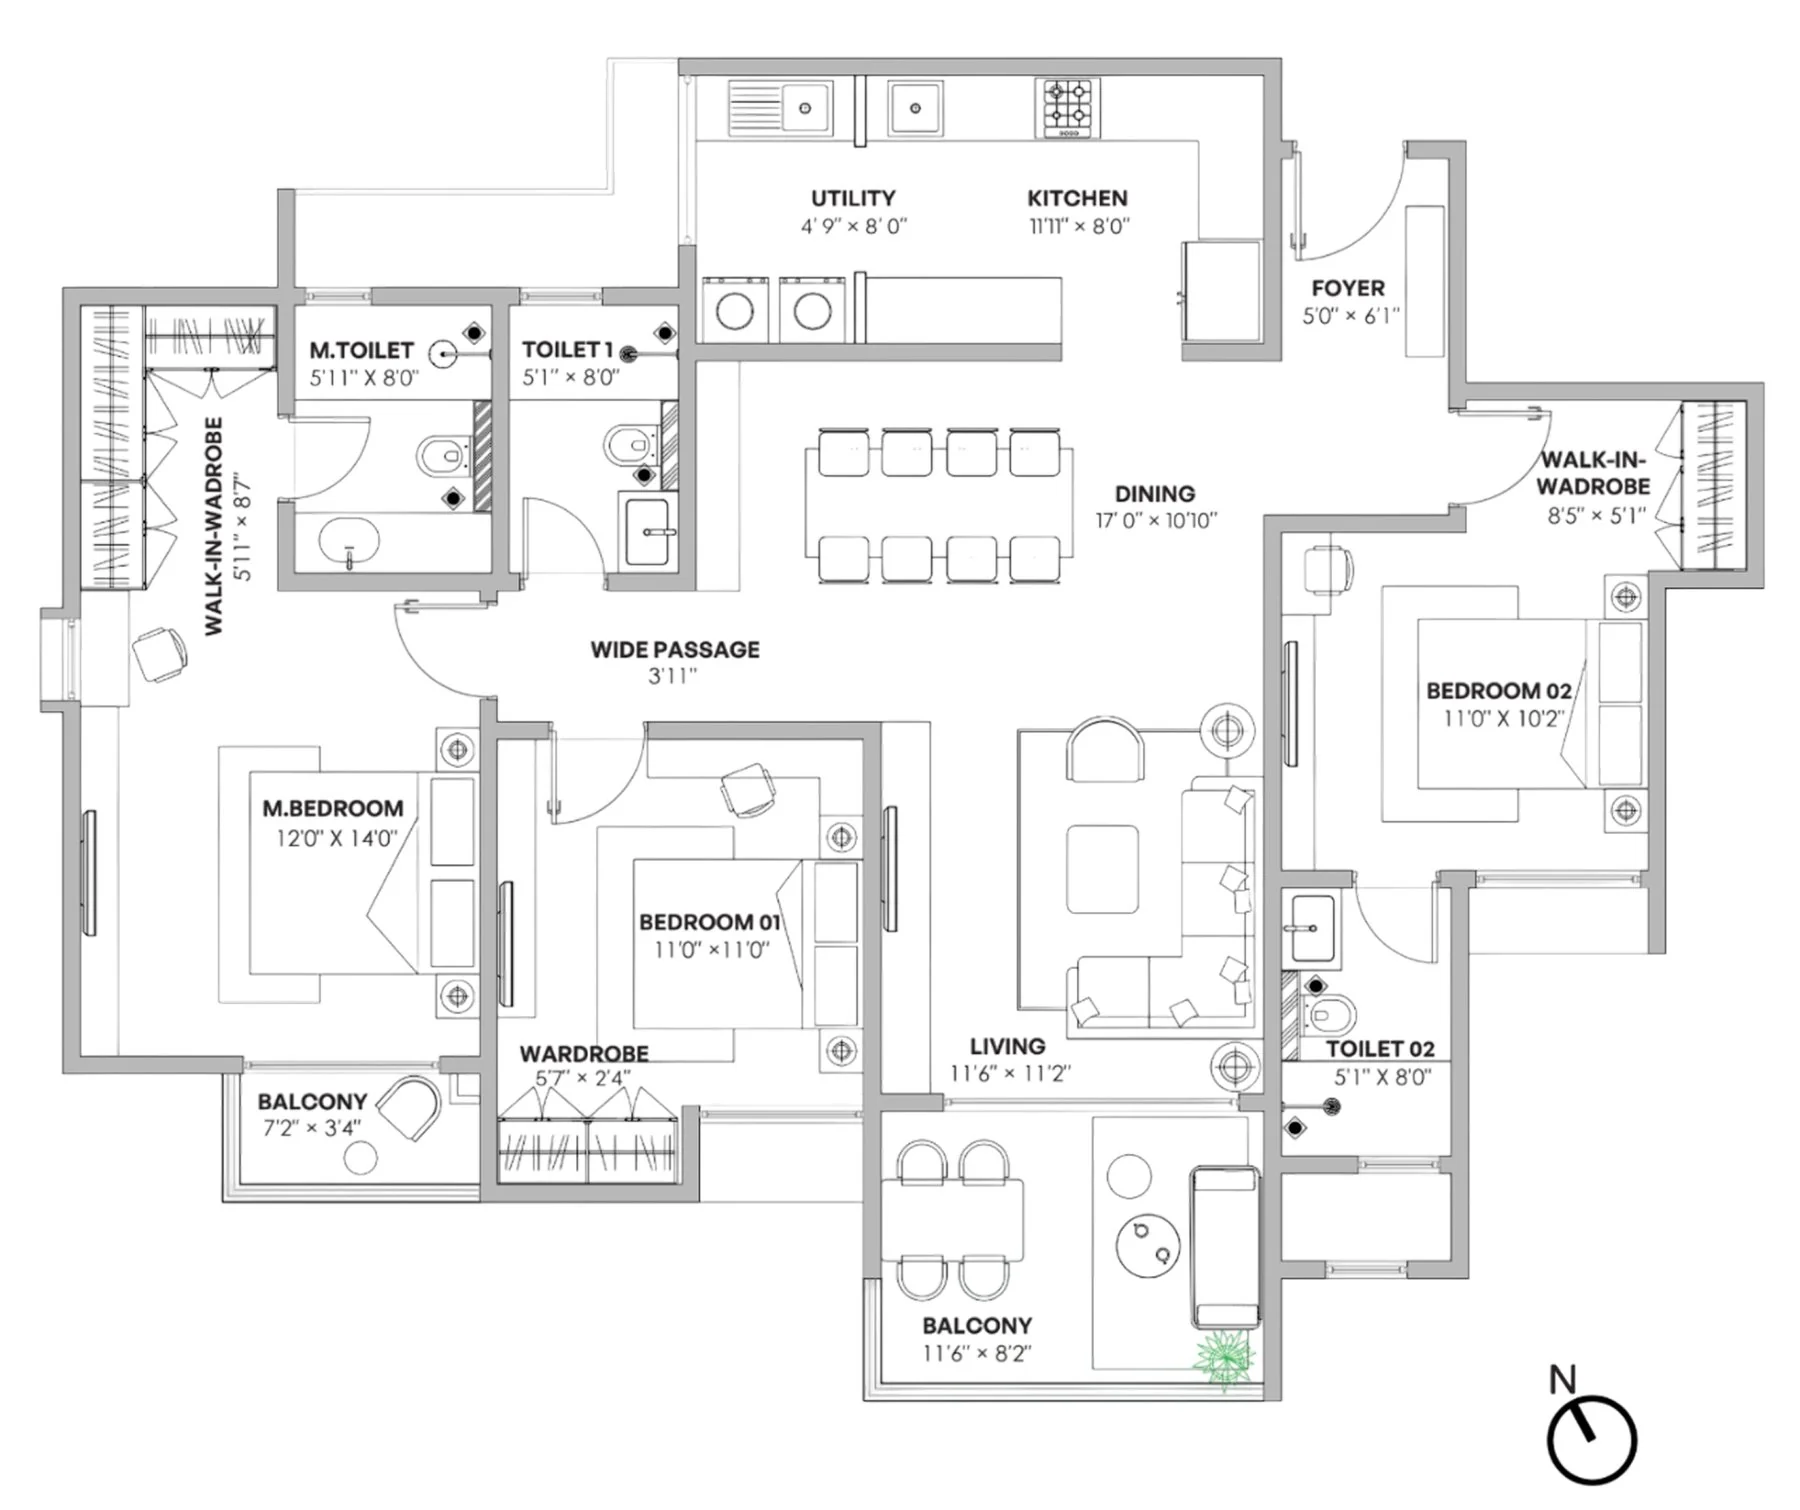 UTILITY
4' 9" × 8' 0"
KITCHEN
11'11" × 8'0"
FOYER
5'0" × 6'1"
M.TOILET
5'11" X 8'0"
TOILET 1
5'1" × 8'0"
WALK-IN-WADROBE
5'11" × 8'7"
DINING
17' 0" × 10'10"
WALK-IN-
WADROBE
8'5" × 5'1"
WIDE PASSAGE
3'11"
BEDROOM 02
11'0" X 10'2"
M.BEDROOM
12'0" X 14'0"
BEDROOM 01
11'0" ×11'0"
WARDROBE
5'7" × 2'4"
LIVING
11'6" × 11'2"
TOILET 02
5'1" X 8'0"
BALCONY
7'2" × 3'4"
BALCONY
11'6" × 8'2"
N